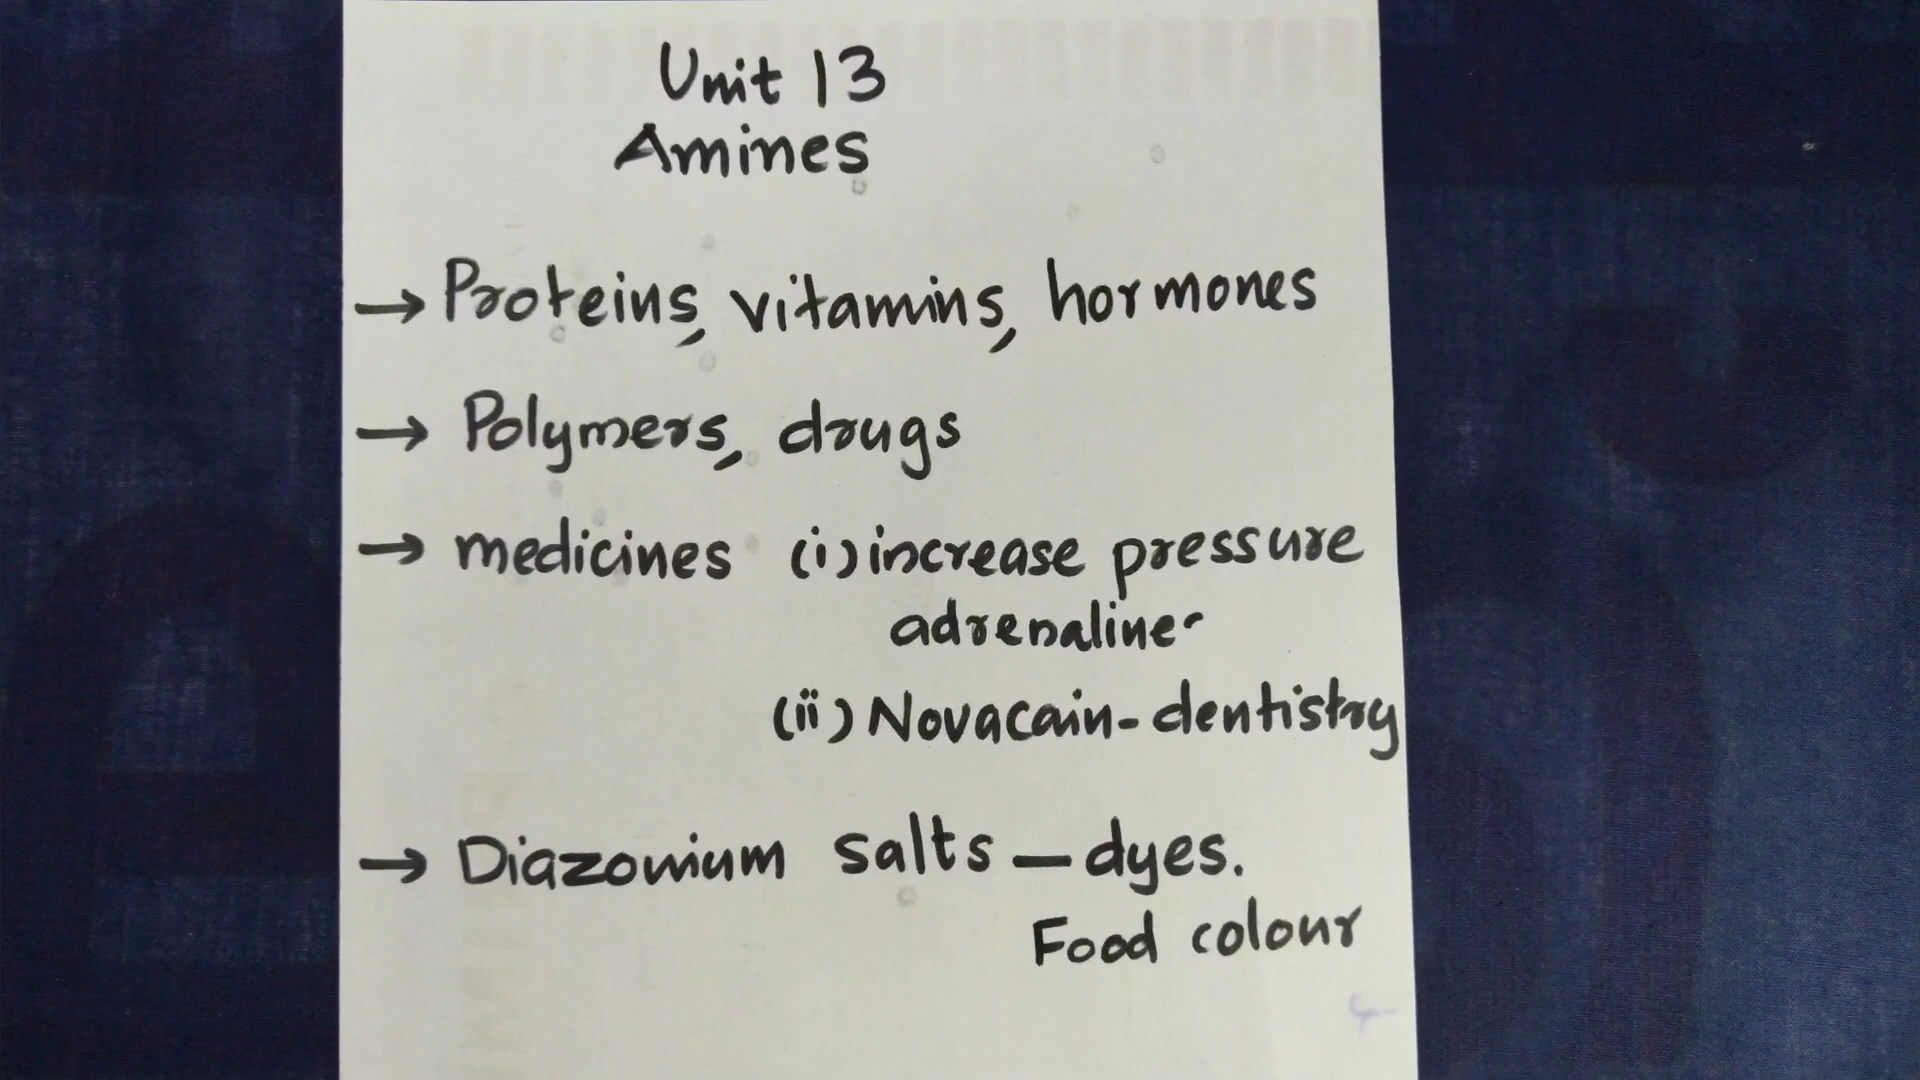 Unit 13
Amines
→ Proteins, vitamins, hormones
→ Polymers, drugs
→ medicines (i) increase pressure
adrenaline
(ii) Novacain - dentistry
→ Diazonium salts — dyes.
Food colour